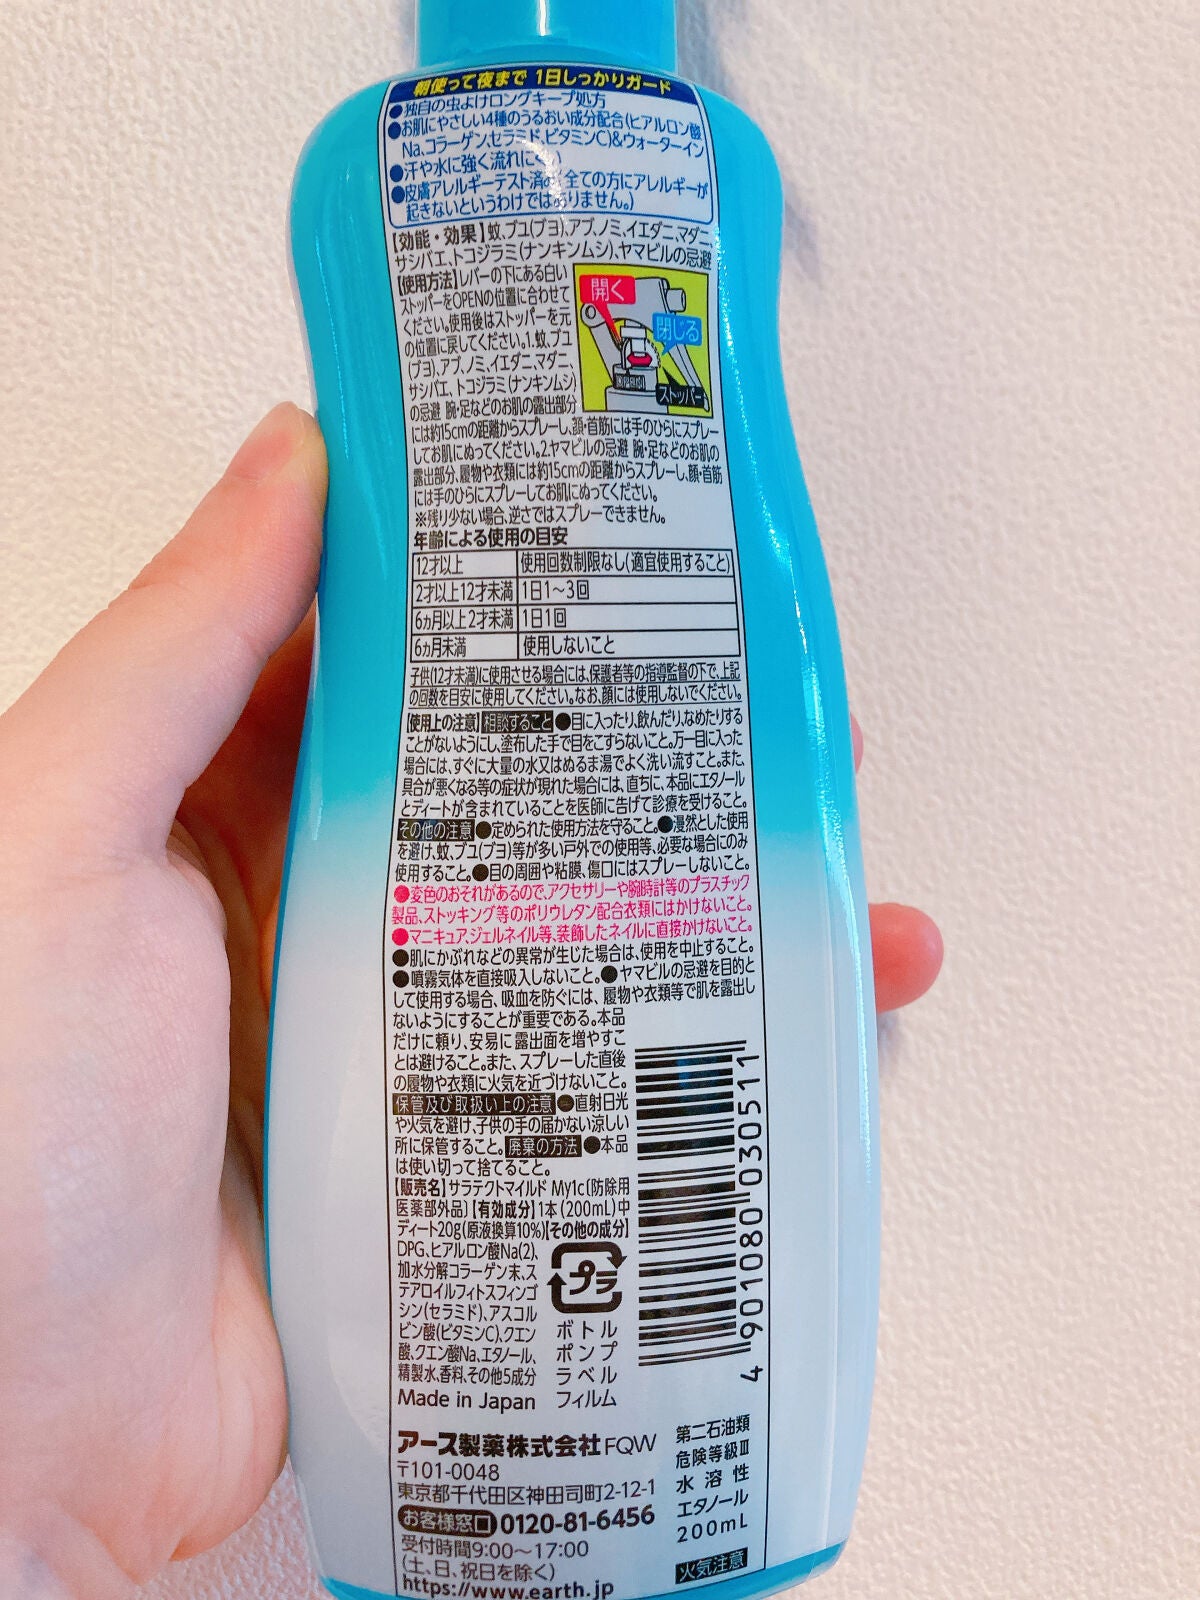 朝使って夜まで 1日しっかりガード
●独自の虫よけロングキープ処方
●お肌にやさしい4種のうるおい成分配合(ヒアルロン酸
Na、コラーゲン、セラミド、ビタミンC)&ウォーターイン
●汗や水に強く流れにくい
●皮膚アレルギーテスト済み(全ての方にアレルギーが
起きないというわけではありません。)
【効能・効果】蚊、ブユ(ブヨ)、アブ、ノミ、イエダニ、マダニ、
サシバエ、トコジラミ(ナンキンムシ)、ヤマビルの忌避
【使用方法】レバーの下にある白い
ストッパーをOPENの位置に合わせて
ください。使用後はストッパーを元
の位置に戻してください。1.蚊、ブユ
(ブヨ)、アブ、ノミ、イエダニ、マダニ、
サシバエ、トコジラミ(ナンキンムシ)
の忌避 腕・足などのお肌の露出部分
には約15cmの距離からスプレーし、顔・首筋には手のひらにスプレー
してお肌にぬってください。2.ヤマビルの忌避 腕・足などのお肌の
露出部分、履物や衣類には約15cmの距離からスプレーし、顔・首筋
には手のひらにスプレーしてお肌にぬってください。
※残り少ない場合、逆さではスプレーできません。
開く
閉じる
OPEN
ストッパー
年齢による使用の目安
12才以上 使用回数制限なし(適宜使用すること)
2才以上12才未満 1日1～3回
6ヵ月以上2才未満 1日1回
6ヵ月未満 使用しないこと
子供(12才未満)に使用させる場合には、保護者等の指導監督の下で、上記
の回数を目安に使用してください。なお、顔には使用しないでください。
【使用上の注意】相談すること ●目に入ったり、飲んだり、なめたりする
ことがないようにし、塗布した手で目をこすらないこと。万一目に入った
場合には、すぐに大量の水又はぬるま湯でよく洗い流すこと。また、
具合が悪くなる等の症状が現れた場合には、直ちに、本品にエタノール
とディートが含まれていることを医師に告げて診療を受けること。
その他の注意 ●定められた使用方法を守ること。●漫然とした使用
を避け、蚊、ブユ(ブヨ)等が多い戸外での使用等、必要な場合にのみ
使用すること。●目の周囲や粘膜、傷口にはスプレーしないこと。
●変色のおそれがあるので、アクセサリーや腕時計等のプラスチック
製品、ストッキング等のポリウレタン配合衣類にはかけないこと。
●マニキュア、ジェルネイル等、装飾したネイルに直接かけないこと。
●肌にかぶれなどの異常が生じた場合は、使用を中止すること。
●噴霧気体を直接吸入しないこと。●ヤマビルの忌避を目的と
して使用する場合、吸血を防ぐには、履物や衣類等で肌を露出し
ないようにすることが重要である。本品
だけに頼り、安易に露出面を増やすこ
とは避けること。また、スプレーした直後
の履物や衣類に火気を近づけないこと。
保管及び取扱い上の注意 ●直射日光
や火気を避け、子供の手の届かない涼しい
所に保管すること。廃棄の方法 ●本品
は使い切って捨てること。
【販売名】サラテクトマイルド My1c〔防除用
医薬部外品〕【有効成分】1本(200mL)中
ディート20g(原液換算10%)【その他の成分】
DPG、ヒアルロン酸Na(2)、
加水分解コラーゲン末、ス
テアロイルフィトスフィンゴ
シン(セラミド)、アスコル
ビン酸(ビタミンC)、クエン
酸、クエン酸Na、エタノール、
精製水、香料、その他5成分
Made in Japan
プラ
ボトル
ポンプ
ラベル
フィルム
4 901080 030511
アース製薬株式会社 FQW
〒101-0048
東京都千代田区神田司町2-12-1
お客様窓口 0120-81-6456
受付時間9:00～17:00
(土、日、祝日を除く)
https://www.earth.jp
第二石油類
危険等級Ⅲ
水溶性
エタノール
200mL
火気注意